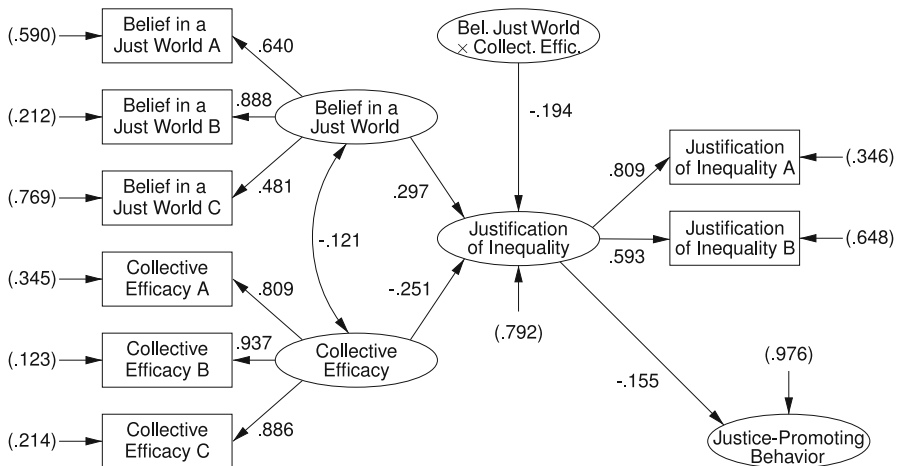 (.590)
Belief in a
Just World A
.640
(.212)
Belief in a
Just World B
.888
(.769)
Belief in a
Just World C
.481
Belief in a
Just World
Bel. Just World
× Collect. Effic.
-.194
.297
-.121
-.251
(.345)
Collective
Efficacy A
.809
(.123)
Collective
Efficacy B
.937
(.214)
Collective
Efficacy C
.886
Collective
Efficacy
Justification
of Inequality
(.792)
.809
Justification
of Inequality A
(.346)
.593
Justification
of Inequality B
(.648)
-.155
(.976)
Justice-Promoting
Behavior